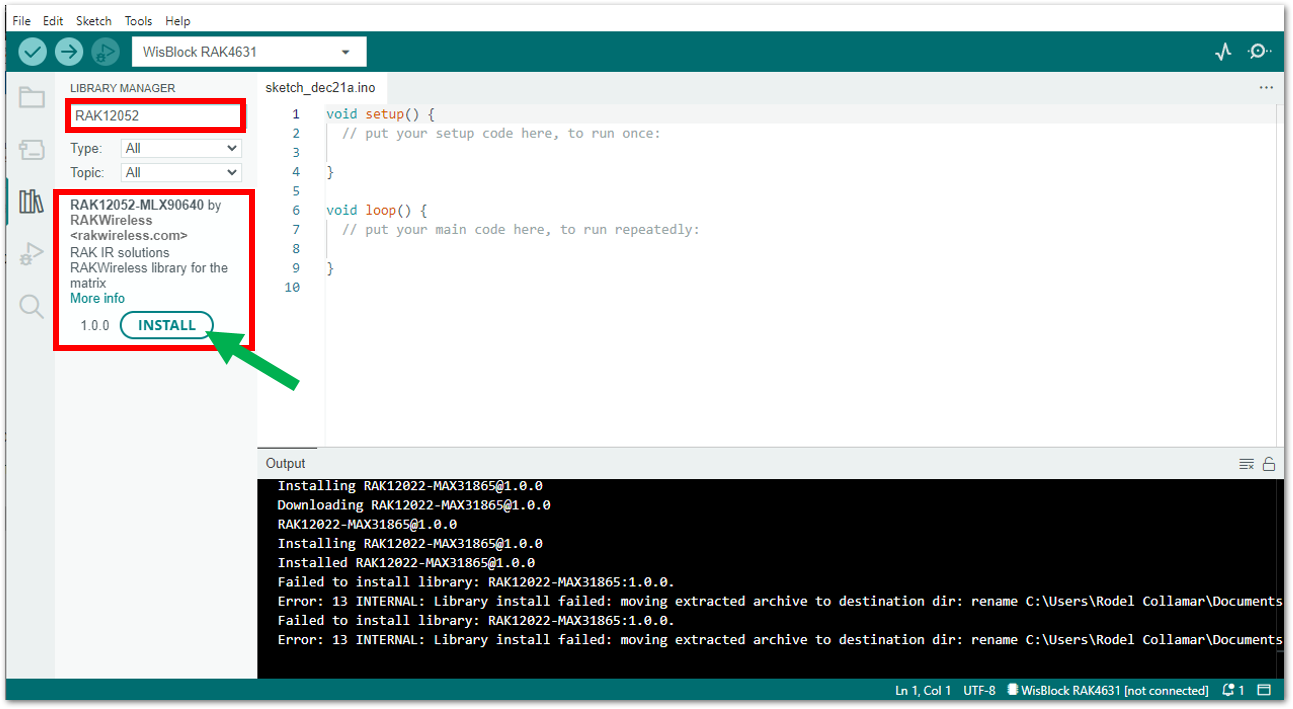 File Edit Sketch Tools Help
WisBlock RAK4631
LIBRARY MANAGER
RAK12052
Type: All
Topic: All
RAK12052-MLX90640 by
RAKWireless
<rakwireless.com>
RAK IR solutions
RAKWireless library for the
matrix
More info
1.0.0 INSTALL
sketch_dec21a.ino
1 void setup() {
2 // put your setup code here, to run once:
3
4 }
5
6 void loop() {
7 // put your main code here, to run repeatedly:
8
9 }
10
Output
Installing RAK12022-MAX31865@1.0.0
Downloading RAK12022-MAX31865@1.0.0
RAK12022-MAX31865@1.0.0
Installing RAK12022-MAX31865@1.0.0
Installed RAK12022-MAX31865@1.0.0
Failed to install library: RAK12022-MAX31865:1.0.0.
Error: 13 INTERNAL: Library install failed: moving extracted archive to destination dir: rename C:\Users\Rodel Collamar\Documents
Failed to install library: RAK12022-MAX31865:1.0.0.
Error: 13 INTERNAL: Library install failed: moving extracted archive to destination dir: rename C:\Users\Rodel Collamar\Documents
Ln 1, Col 1 UTF-8 WisBlock RAK4631 [not connected] 1